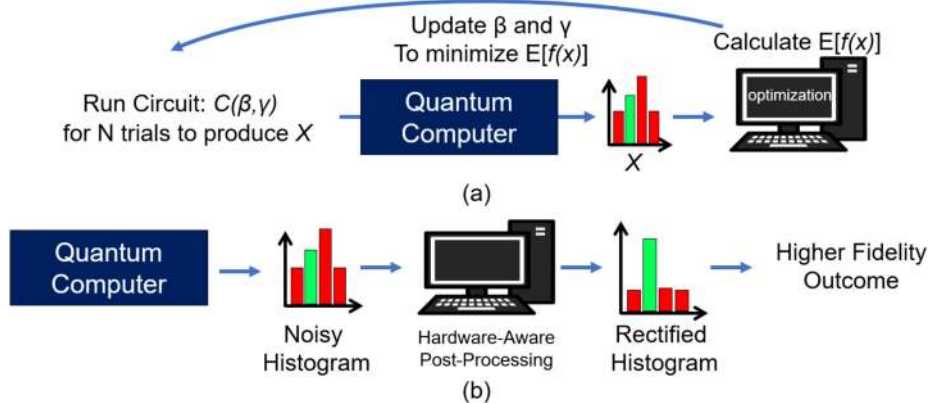 Update β and γ
To minimize E[f(x)]
Calculate E[f(x)]
Run Circuit: C(β,γ)
for N trials to produce X
Quantum
Computer
optimization
X
(a)
Quantum
Computer
Noisy
Histogram
Hardware-Aware
Post-Processing
Rectified
Histogram
Higher Fidelity
Outcome
(b)